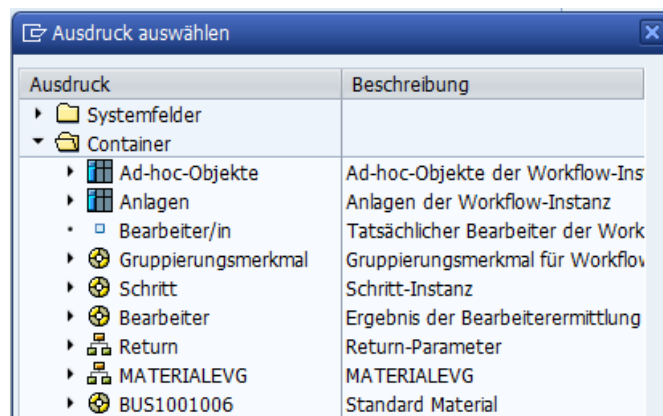 Ausdruck auswählen
Ausdruck Beschreibung
Systemfelder
Container
Ad-hoc-Objekte Ad-hoc-Objekte der Workflow-Ins
Anlagen Anlagen der Workflow-Instanz
Bearbeiter/in Tatsächlicher Bearbeiter der Work
Gruppierungsmerkmal Gruppierungsmerkmal für Workflow
Schritt Schritt-Instanz
Bearbeiter Ergebnis der Bearbeiterermittlung
Return Return-Parameter
MATERIALEVG MATERIALEVG
BUS1001006 Standard Material